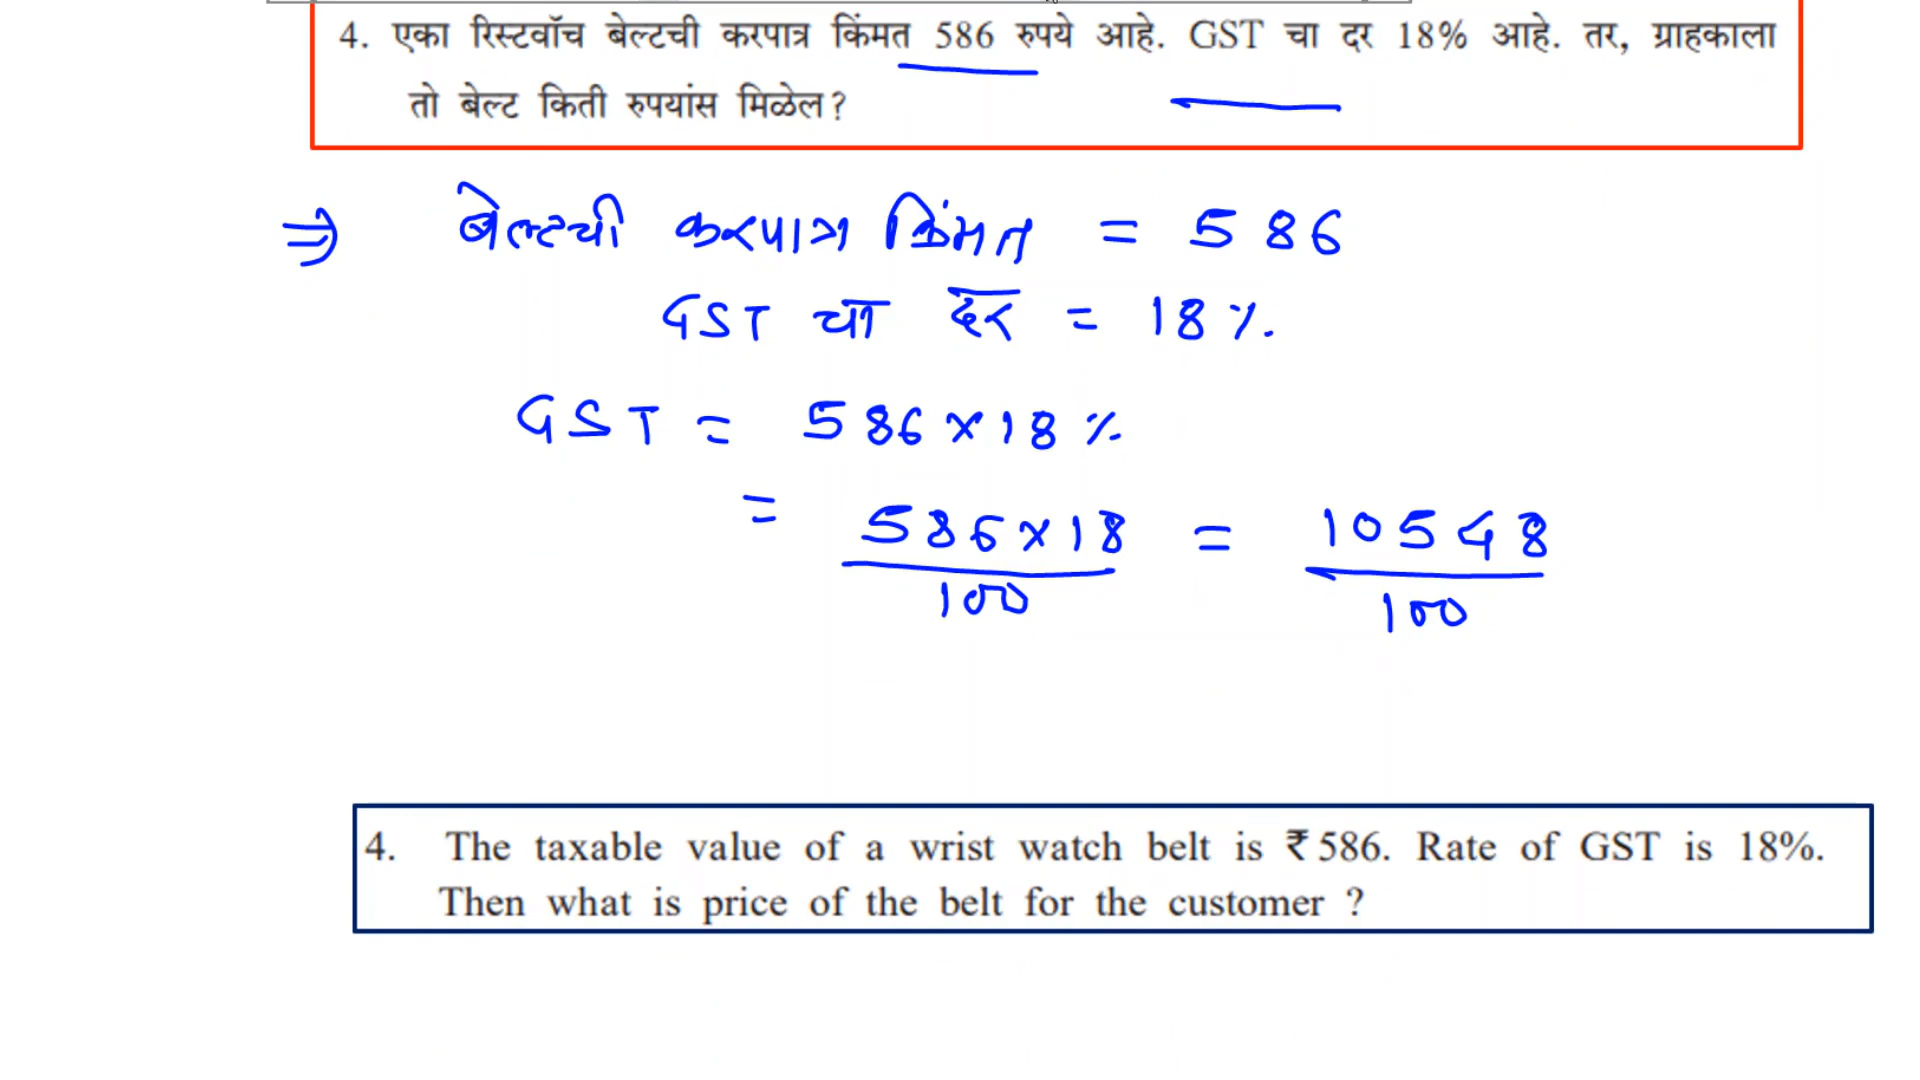 4. एका रिस्टवॉच बेल्टची करपात्र किंमत 586 रुपये आहे. GST चा दर 18% आहे. तर, ग्राहकाला
तो बेल्ट किती रुपयांस मिळेल?
⇒ बेल्टची करपात्र किंमत = 586
GST चा दर = 18 %.
GST = 586 × 18 %
= 586 × 18 / 100 = 10548 / 100
4. The taxable value of a wrist watch belt is ₹ 586. Rate of GST is 18%.
Then what is price of the belt for the customer ?